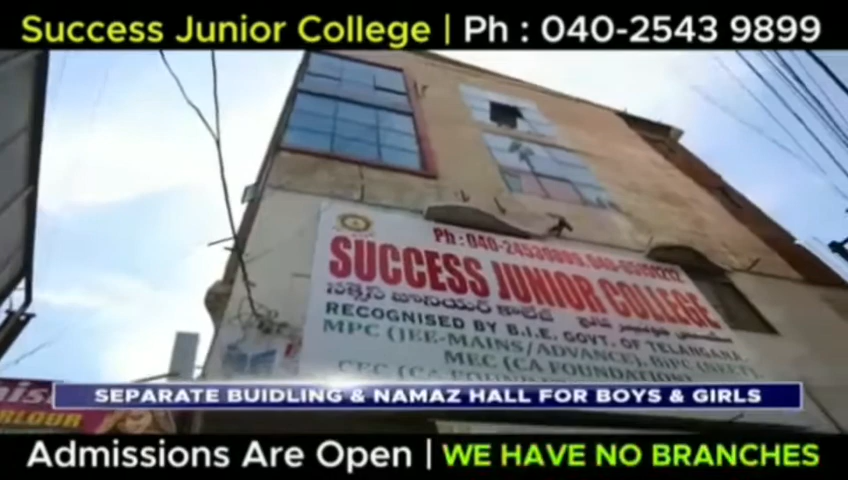 Success Junior College | Ph : 040-2543 9899
SUCCESS JUNIOR COLLEGE
సక్సెస్ జూనియర్ కాలేజ్
RECOGNISED BY B.I.E. GOVT. OF TELANGANA
MPC (JEE-MAINS/ADVANCE), BiPC (NEET),
MEC (CA FOUNDATION)
SEPARATE BUIDLING & NAMAZ HALL FOR BOYS & GIRLS
Admissions Are Open | WE HAVE NO BRANCHES